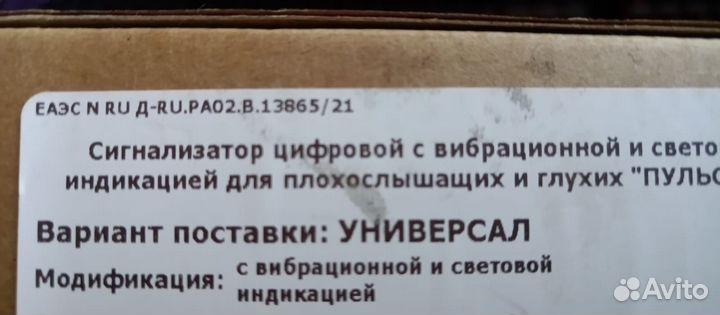 ЕАЭС N RU Д-RU.РА02.В.13865/21
Сигнализатор цифровой с вибрационной и свето
индикацией для плохослышащих и глухих "ПУЛЬС
Вариант поставки: УНИВЕРСАЛ
Модификация: с вибрационной и световой
индикацией
Avito